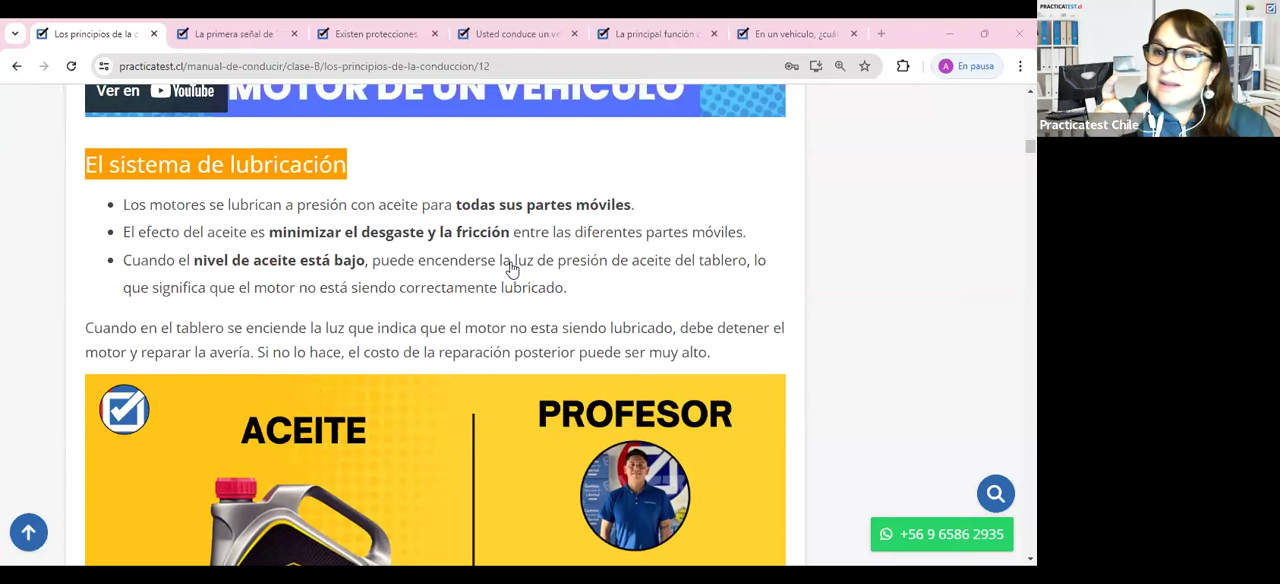 Los principios de la c
La primera señal de
Existen protecciones
Usted conduce un ve
La principal función
En un vehículo, ¿cuál
practicatest.cl/manual-de-conducir/clase-B/los-principios-de-la-conduccion/12
A
En pausa
PRACTICATEST.cl
Practicatest Chile
Ver en YouTube
MOTOR DE UN VEHÍCULO
El sistema de lubricación
Los motores se lubrican a presión con aceite para todas sus partes móviles.
El efecto del aceite es minimizar el desgaste y la fricción entre las diferentes partes móviles.
Cuando el nivel de aceite está bajo, puede encenderse la luz de presión de aceite del tablero, lo
que significa que el motor no está siendo correctamente lubricado.
Cuando en el tablero se enciende la luz que indica que el motor no esta siendo lubricado, debe detener el
motor y reparar la avería. Si no lo hace, el costo de la reparación posterior puede ser muy alto.
ACEITE
PROFESOR
+56 9 6586 2935